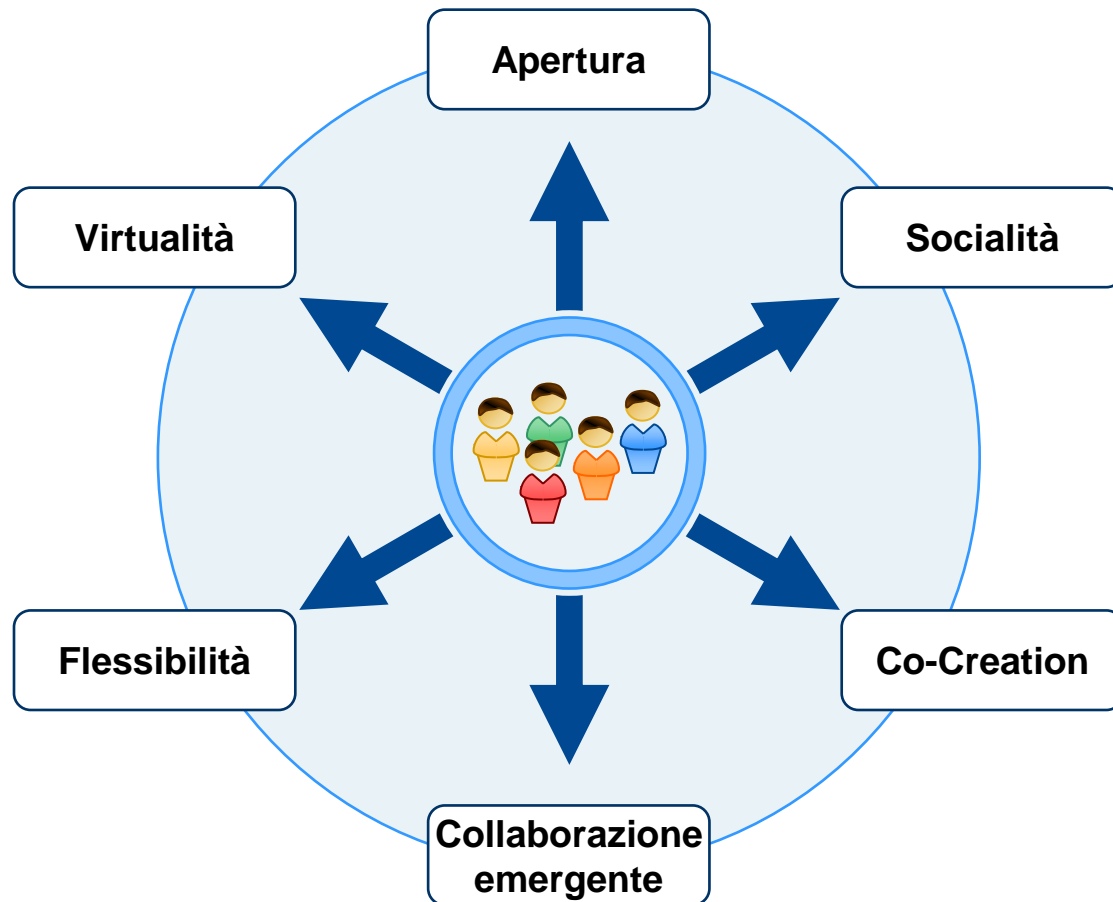 Apertura
Virtualità
Socialità
Flessibilità
Co-Creation
Collaborazione
emergente